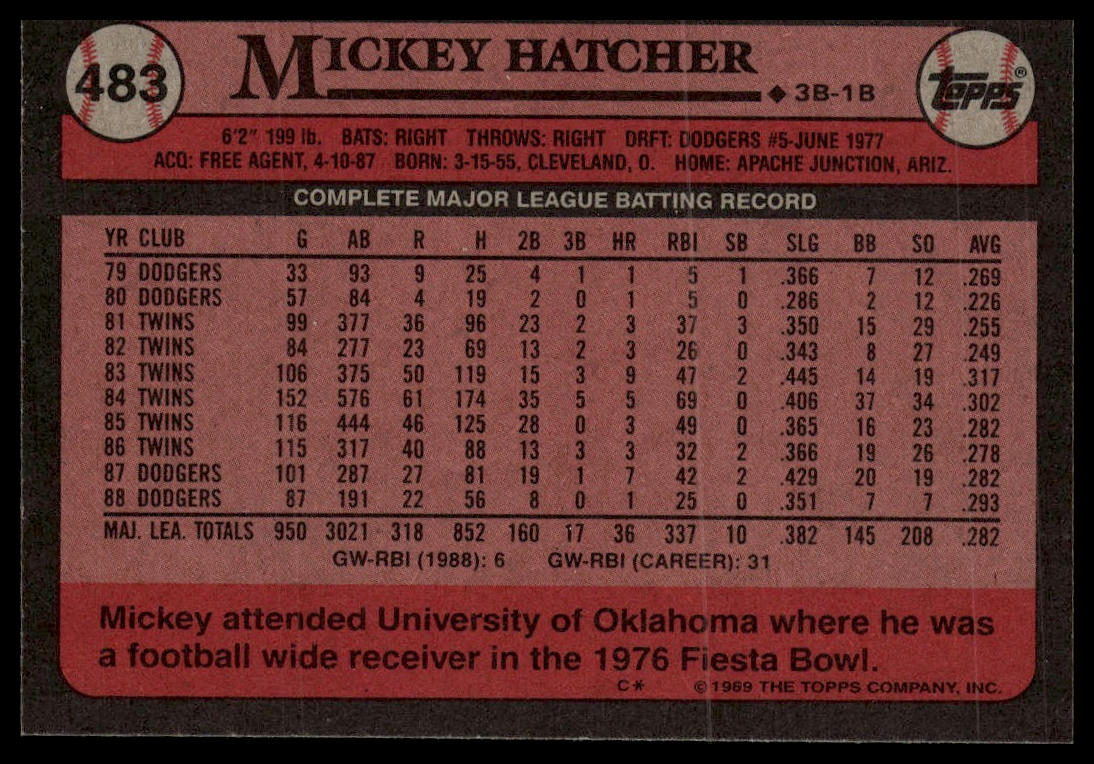 483
MICKEY HATCHER
3B-1B
TOPPS®
6'2" 199 lb. BATS: RIGHT THROWS: RIGHT DRFT: DODGERS #5-JUNE 1977
ACQ: FREE AGENT, 4-10-87 BORN: 3-15-55, CLEVELAND, O. HOME: APACHE JUNCTION, ARIZ.
COMPLETE MAJOR LEAGUE BATTING RECORD
YR CLUB G AB R H 2B 3B HR RBI SB SLG BB SO AVG
79 DODGERS 33 93 9 25 4 1 1 5 1 .366 7 12 .269
80 DODGERS 57 84 4 19 2 0 1 5 0 .286 2 12 .226
81 TWINS 99 377 36 96 23 2 3 37 3 .350 15 29 .255
82 TWINS 84 277 23 69 13 2 3 26 0 .343 8 27 .249
83 TWINS 106 375 50 119 15 3 9 47 2 .445 14 19 .317
84 TWINS 152 576 61 174 35 5 5 69 0 .406 37 34 .302
85 TWINS 116 444 46 125 28 0 3 49 0 .365 16 23 .282
86 TWINS 115 317 40 88 13 3 3 32 2 .366 19 26 .278
87 DODGERS 101 287 27 81 19 1 7 42 2 .429 20 19 .282
88 DODGERS 87 191 22 56 8 0 1 25 0 .351 7 7 .293
MAJ. LEA. TOTALS 950 3021 318 852 160 17 36 337 10 .382 145 208 .282
GW-RBI (1988): 6 GW-RBI (CAREER): 31
Mickey attended University of Oklahoma where he was
a football wide receiver in the 1976 Fiesta Bowl.
C* © 1989 THE TOPPS COMPANY, INC.